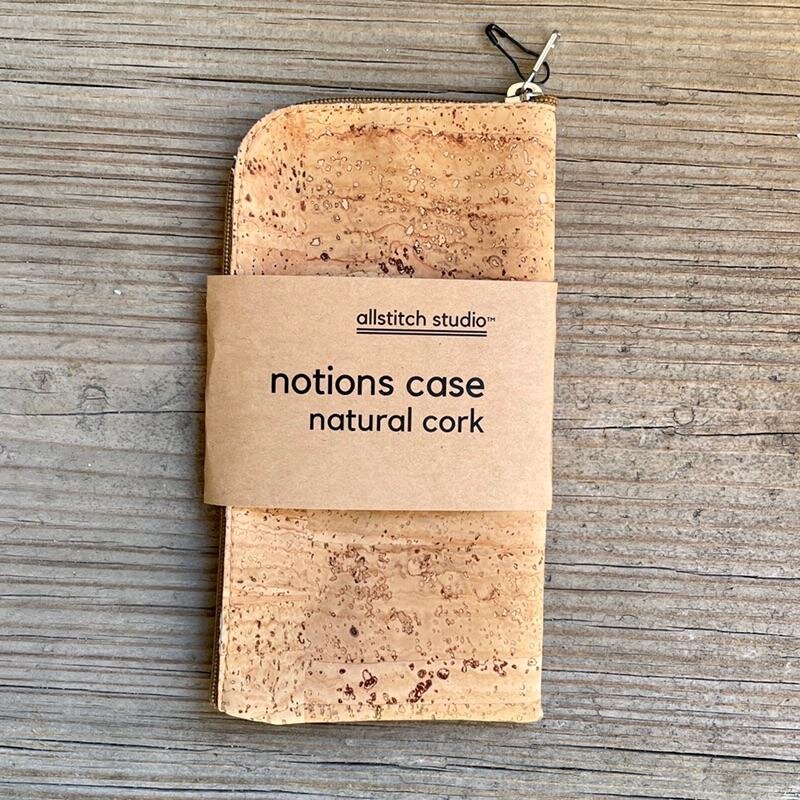 allstitch studio™
notions case
natural cork